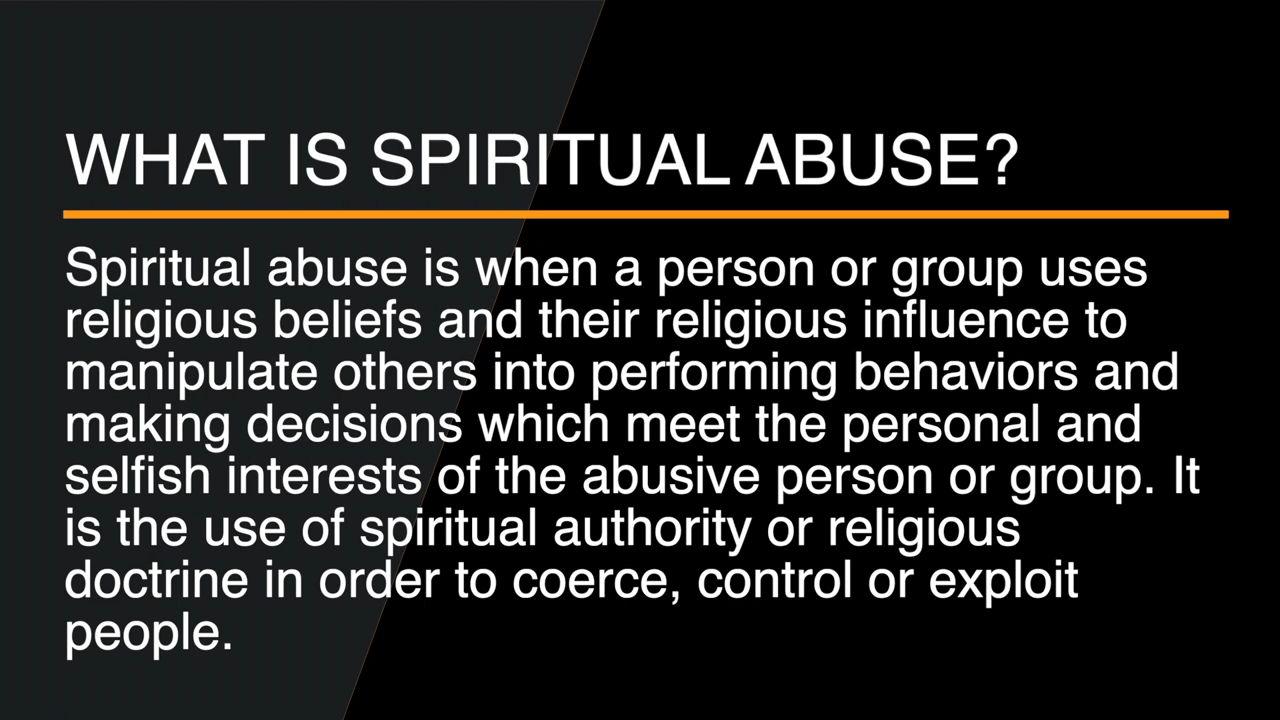 WHAT IS SPIRITUAL ABUSE?
Spiritual abuse is when a person or group uses
religious beliefs and their religious influence to
manipulate others into performing behaviors and
making decisions which meet the personal and
selfish interests of the abusive person or group. It
is the use of spiritual authority or religious
doctrine in order to coerce, control or exploit
people.